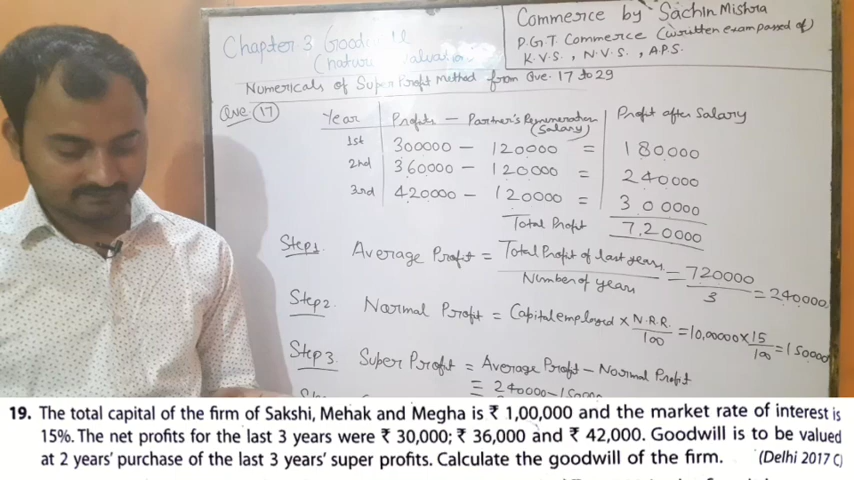 Commerce by Sachin Mishra
P.G.T. Commerce (written exam passed of)
K.V.S., N.V.S., A.P.S.
Chapter 3
(nature
Numericals of Super Profit Method from Que. 17 to 29
Que. 17
Year Profits — Partner's Remuneration (Salary) Profit after Salary
1st 300000 — 120000 = 180000
2nd 360000 — 120000 = 240000
3rd 420000 — 120000 = 300000
Total Profit 7,20000
Step1 Average Profit = Total Profit of last years / Number of years = 720000 / 3 = 240000
Step2. Noormal Profit = Capital employed × N.R.R. / 100 = 10,00000 × 15 / 100 = 150000
Step3. Super Profit = Average Profit — Normal Profit
= 240000 - 150000
19. The total capital of the firm of Sakshi, Mehak and Megha is ₹ 1,00,000 and the market rate of interest is
15%. The net profits for the last 3 years were ₹ 30,000; ₹ 36,000 and ₹ 42,000. Goodwill is to be valued
at 2 years' purchase of the last 3 years' super profits. Calculate the goodwill of the firm. (Delhi 2017 C)